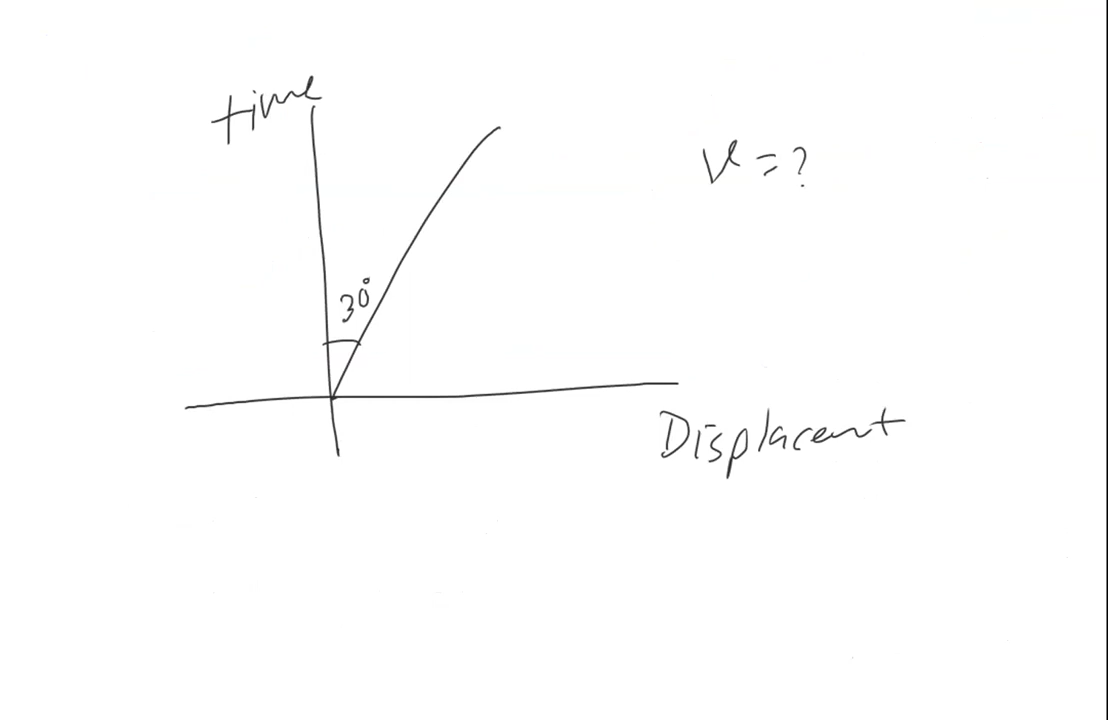 time
v = ?
30°
Displacent